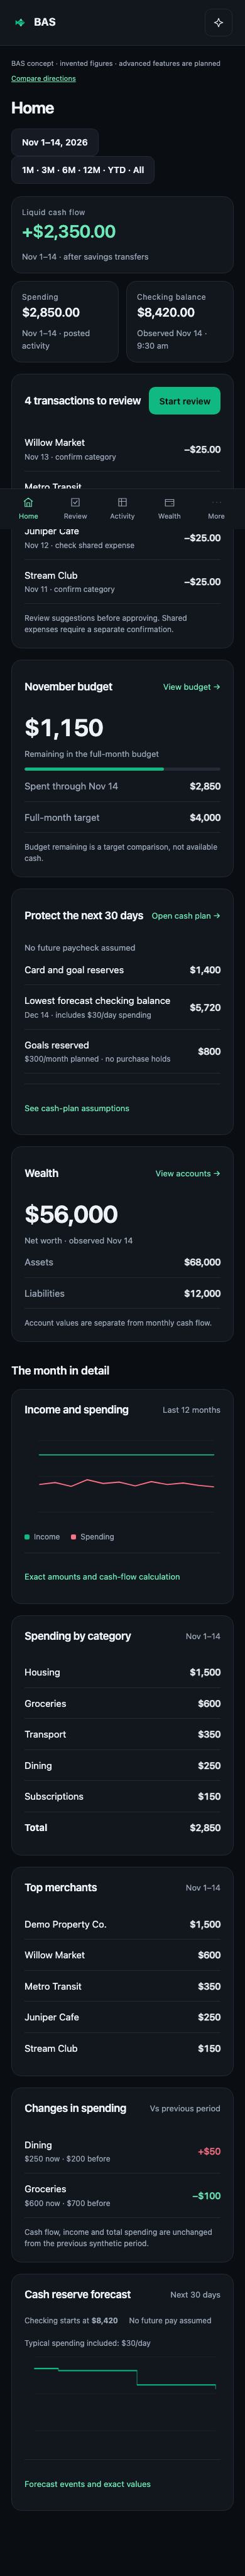 BAS
BAS concept · invented figures · advanced features are planned
Compare directions
Home
Nov 1–14, 2026
1M · 3M · 6M · 12M · YTD · All
Liquid cash flow
+$2,350.00
Nov 1–14 · after savings transfers
Spending
$2,850.00
Nov 1–14 · posted
activity
Checking balance
$8,420.00
Observed Nov 14 ·
9:30 am
4 transactions to review
Start review
Willow Market
–$25.00
Nov 13 · confirm category
Metro Transit
Home
Review
Activity
Wealth
More
Juniper Cafe
–$25.00
Nov 12 · check shared expense
Stream Club
–$25.00
Nov 11 · confirm category
Review suggestions before approving. Shared
expenses require a separate confirmation.
November budget
View budget →
$1,150
Remaining in the full-month budget
Spent through Nov 14
$2,850
Full-month target
$4,000
Budget remaining is a target comparison, not available
cash.
Protect the next 30 days
Open cash plan →
No future paycheck assumed
Card and goal reserves
$1,400
Lowest forecast checking balance
$5,720
Dec 14 · includes $30/day spending
Goals reserved
$800
$300/month planned · no purchase holds
See cash-plan assumptions
Wealth
View accounts →
$56,000
Net worth · observed Nov 14
Assets
$68,000
Liabilities
$12,000
Account values are separate from monthly cash flow.
The month in detail
Income and spending
Last 12 months
Income
Spending
Exact amounts and cash-flow calculation
Spending by category
Nov 1–14
Housing
$1,500
Groceries
$600
Transport
$350
Dining
$250
Subscriptions
$150
Total
$2,850
Top merchants
Nov 1–14
Demo Property Co.
$1,500
Willow Market
$600
Metro Transit
$350
Juniper Cafe
$250
Stream Club
$150
Changes in spending
Vs previous period
Dining
+$50
$250 now · $200 before
Groceries
–$100
$600 now · $700 before
Cash flow, income and total spending are unchanged
from the previous synthetic period.
Cash reserve forecast
Next 30 days
Checking starts at $8,420
No future pay assumed
Typical spending included: $30/day
Forecast events and exact values